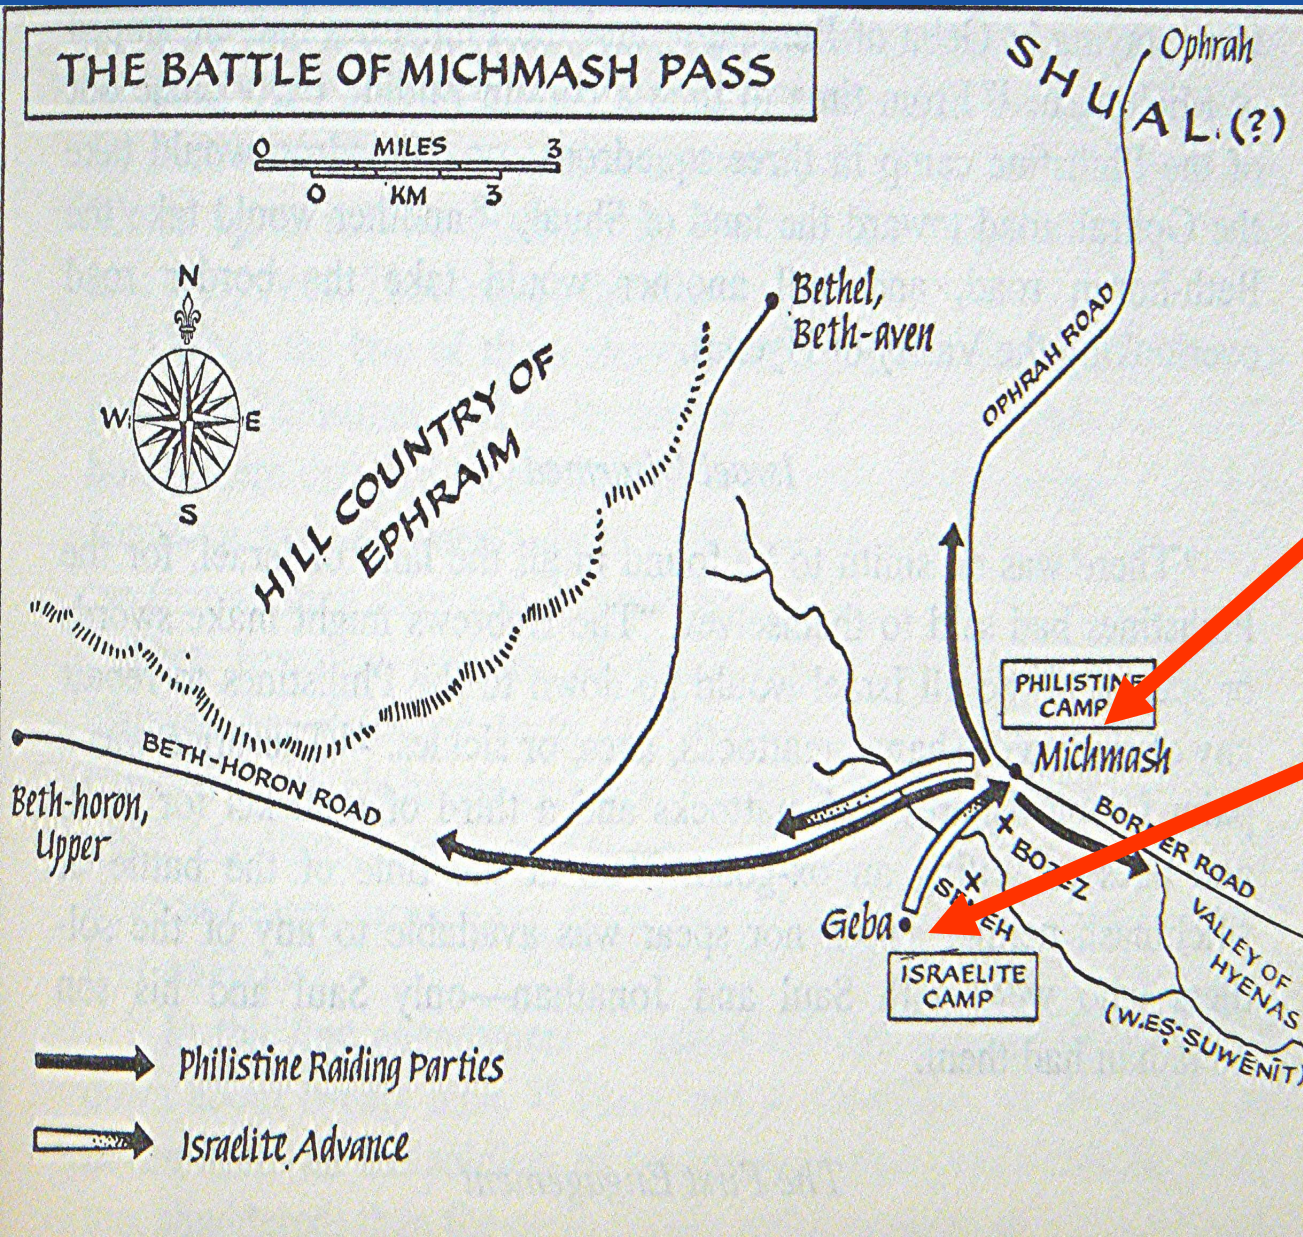 THE BATTLE OF MICHMASH PASS
0 MILES 3
0 KM 3
SHUAL (?)
Ophrah
N
W E
S
HILL COUNTRY OF
EPHRAIM
Bethel,
Beth-aven
OPHRAH ROAD
PHILISTINE
CAMP
Michmash
BETH-HORON ROAD
Beth-horon,
Upper
BORDER ROAD
BOZEZ
SENEH
Geba
ISRAELITE
CAMP
VALLEY OF
HYENAS
(W. EṢ-ṢUWĒNĪT)
Philistine Raiding Parties
Israelite Advance